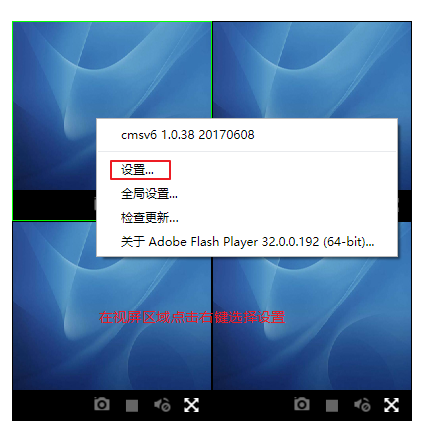 cmsv6 1.0.38 20170608
设置...
全局设置...
检查更新...
关于 Adobe Flash Player 32.0.0.192 (64-bit)...
在视屏区域点击右键选择设置